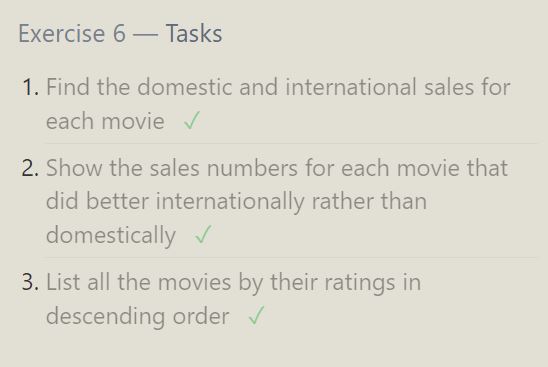 Exercise 6 — Tasks
1. Find the domestic and international sales for
each movie ✓
2. Show the sales numbers for each movie that
did better internationally rather than
domestically ✓
3. List all the movies by their ratings in
descending order ✓